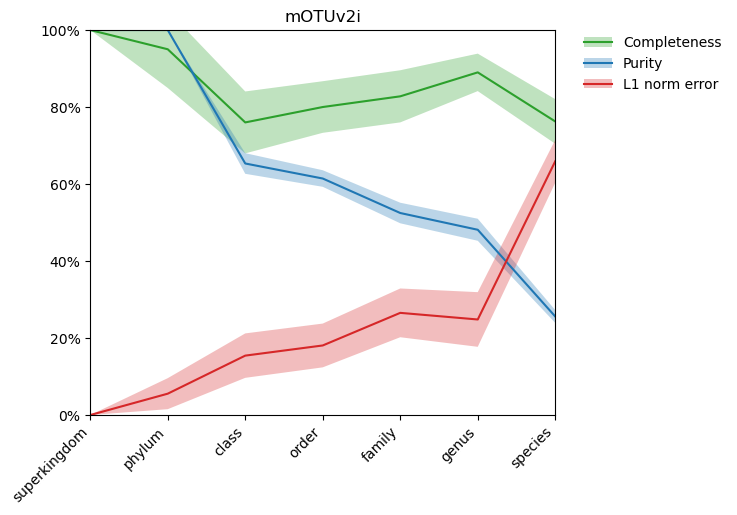 mOTUv2i
100%
80%
60%
40%
20%
0%
superkingdom
phylum
class
order
family
genus
species
Completeness
Purity
L1 norm error